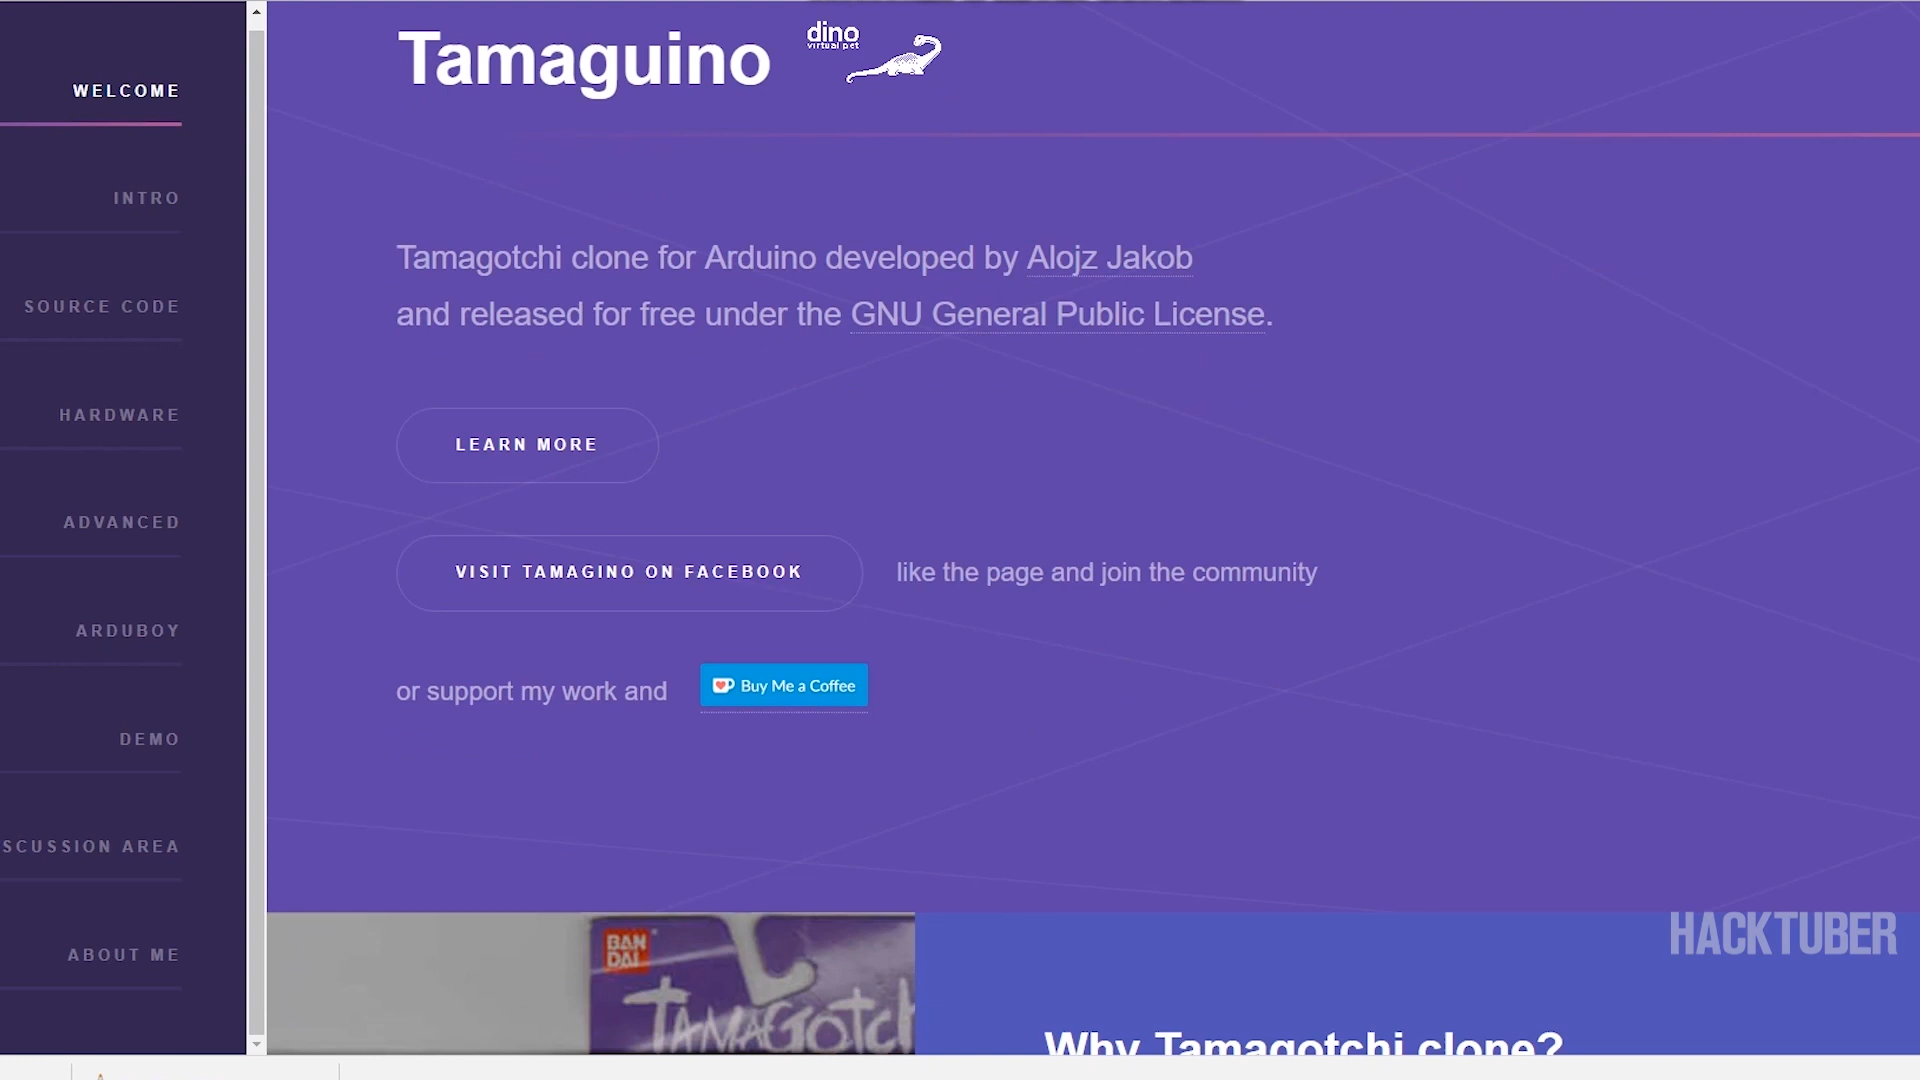 WELCOME
INTRO
SOURCE CODE
HARDWARE
ADVANCED
ARDUBOY
DEMO
SCUSSION AREA
ABOUT ME
Tamaguino
dino
virtual pet
Tamagotchi clone for Arduino developed by Alojz Jakob
and released for free under the GNU General Public License.
LEARN MORE
VISIT TAMAGINO ON FACEBOOK
like the page and join the community
or support my work and
Buy Me a Coffee
BAN
DAI
TAMAGOTCH
Why Tamagotchi clone?
HACKTUBER